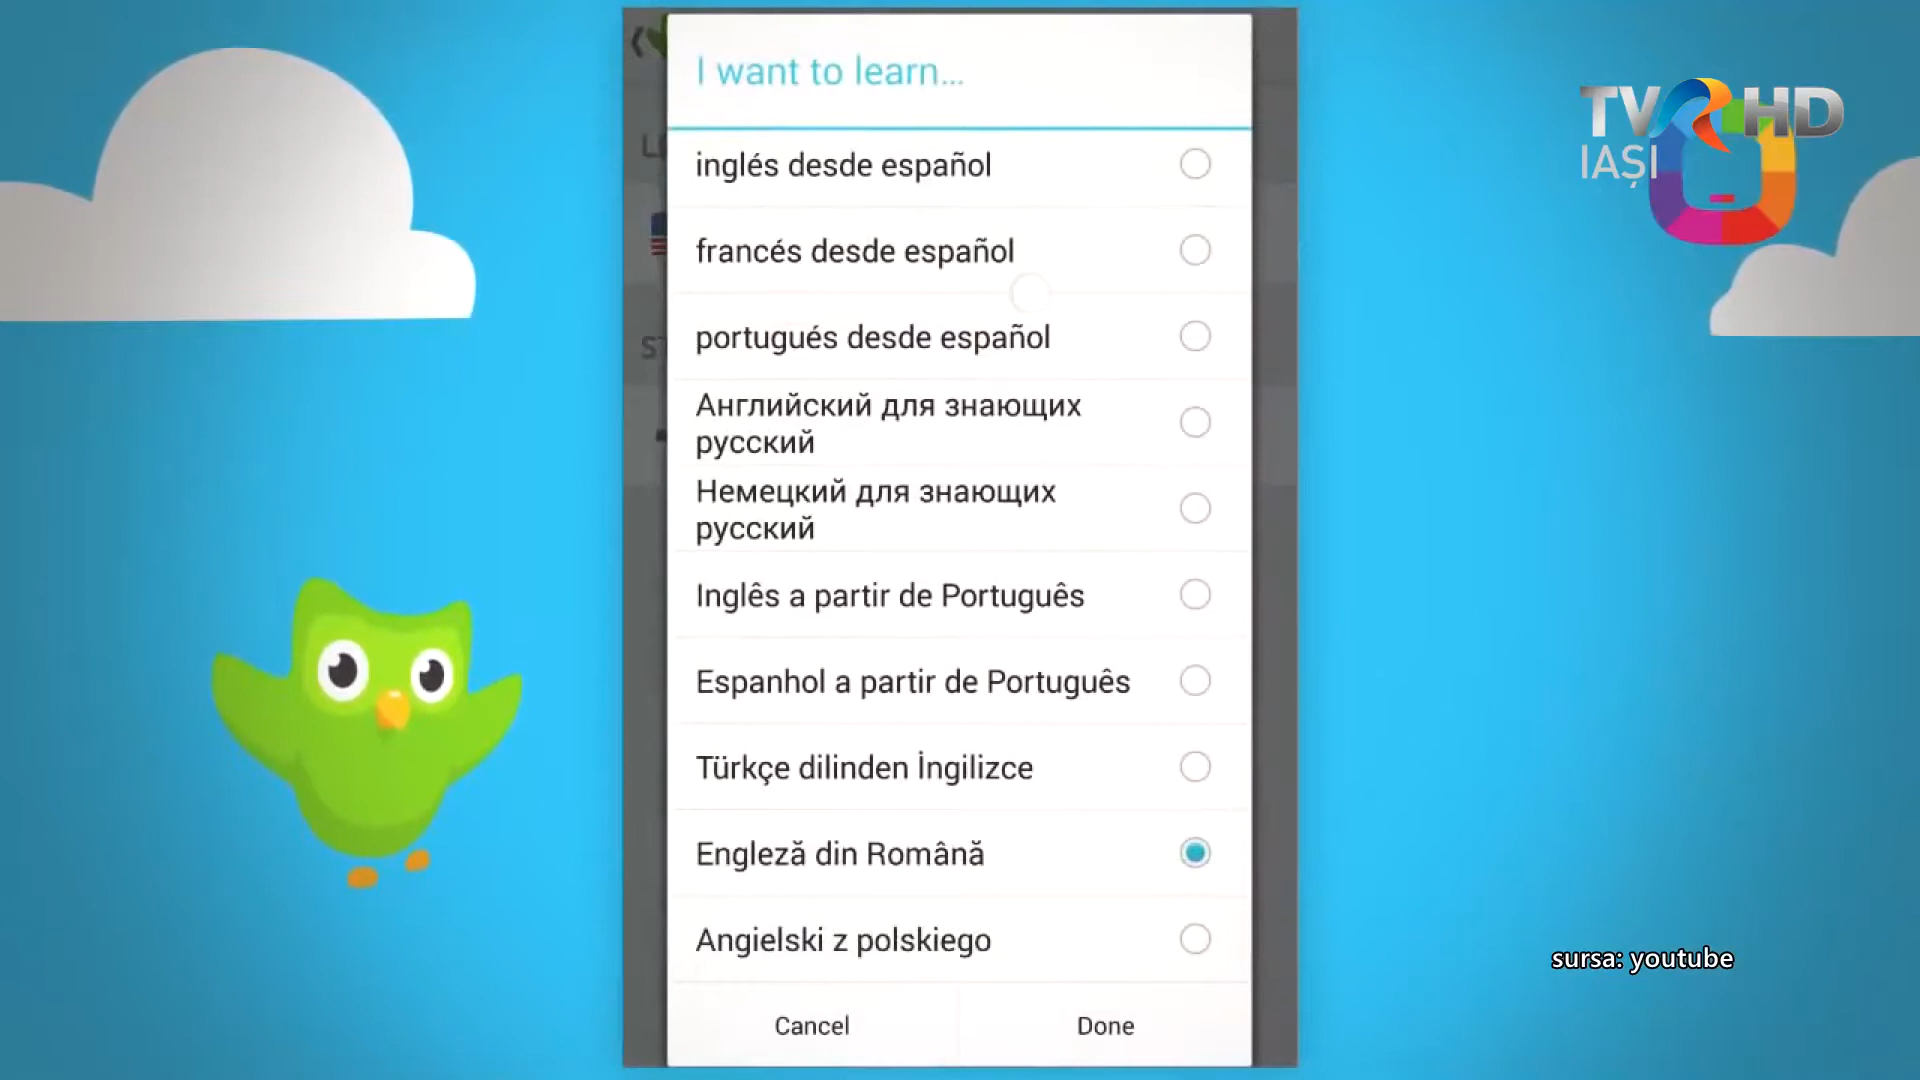 I want to learn...
inglés desde español
francés desde español
portugués desde español
Английский для знающих
русский
Немецкий для знающих
русский
Inglês a partir de Português
Espanhol a partir de Português
Türkçe dilinden İngilizce
Engleză din Română
Angielski z polskiego
Cancel
Done
TVR HD
IAȘI
sursa: youtube